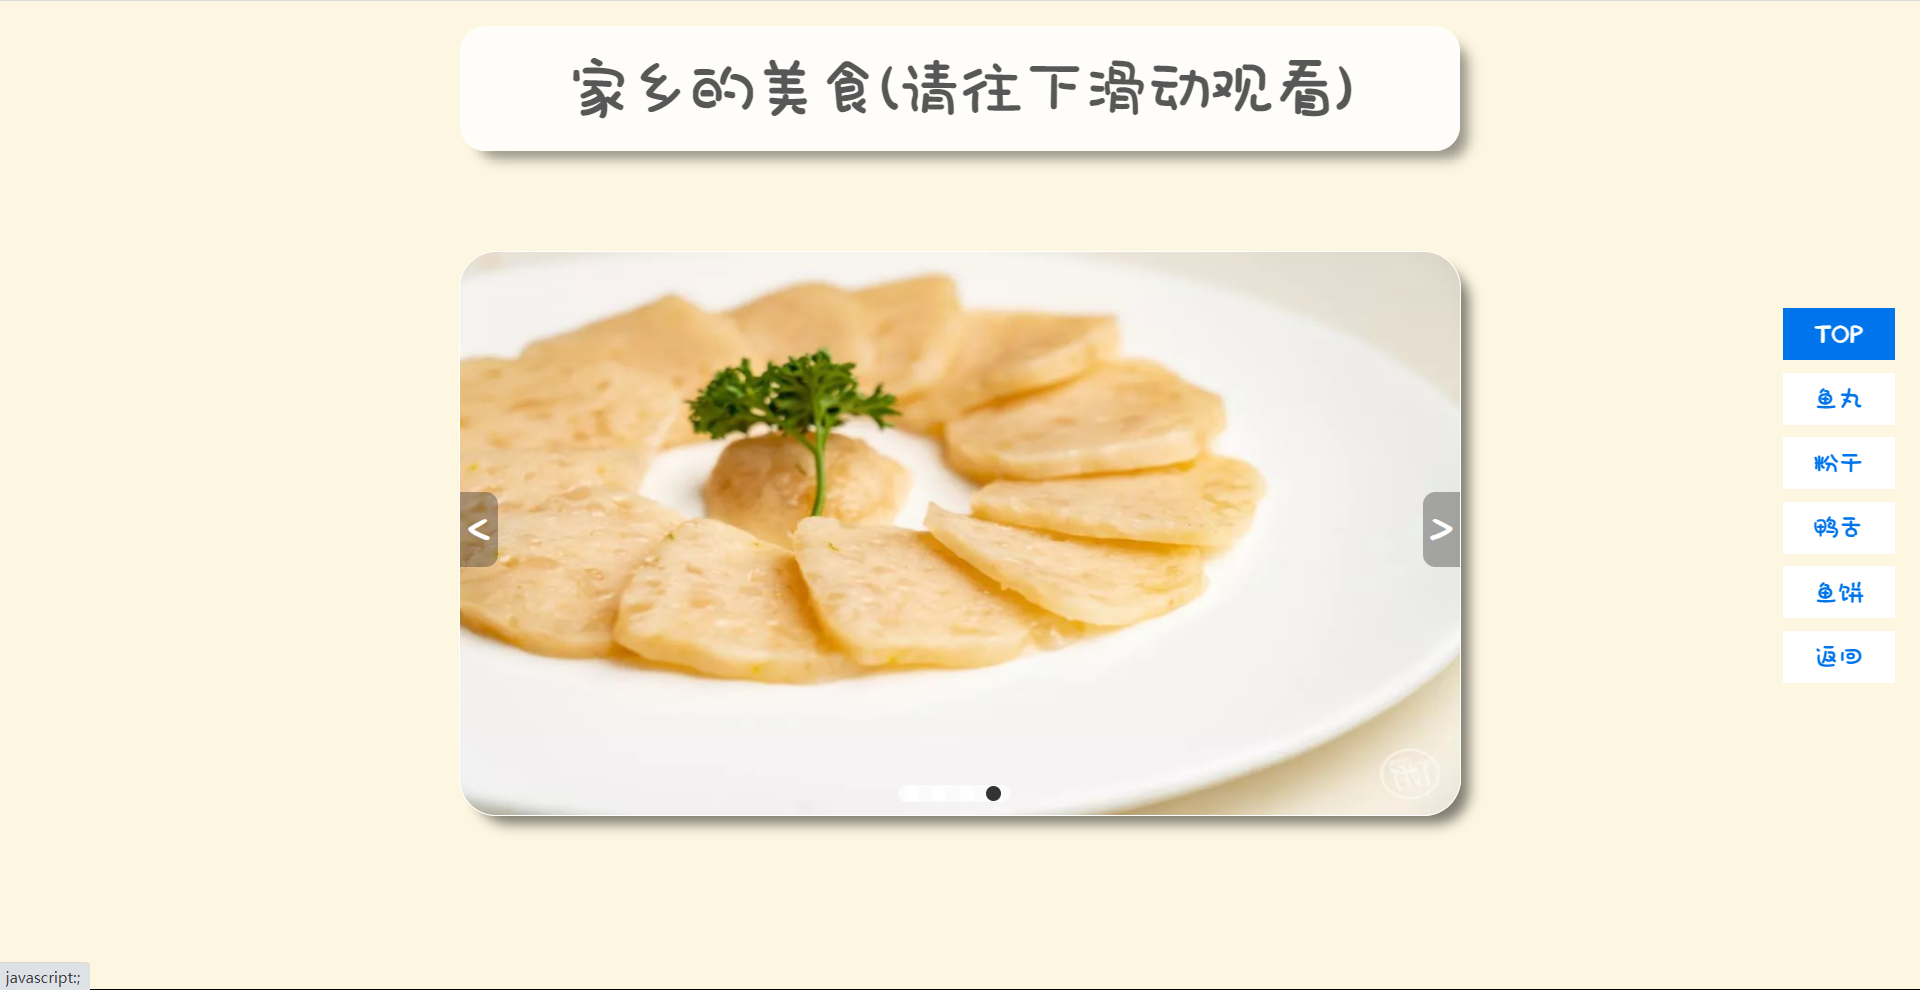 家乡的美食(请往下滑动观看)
<
>
TOP
鱼丸
粉干
鸭舌
鱼饼
返回
javascript:;